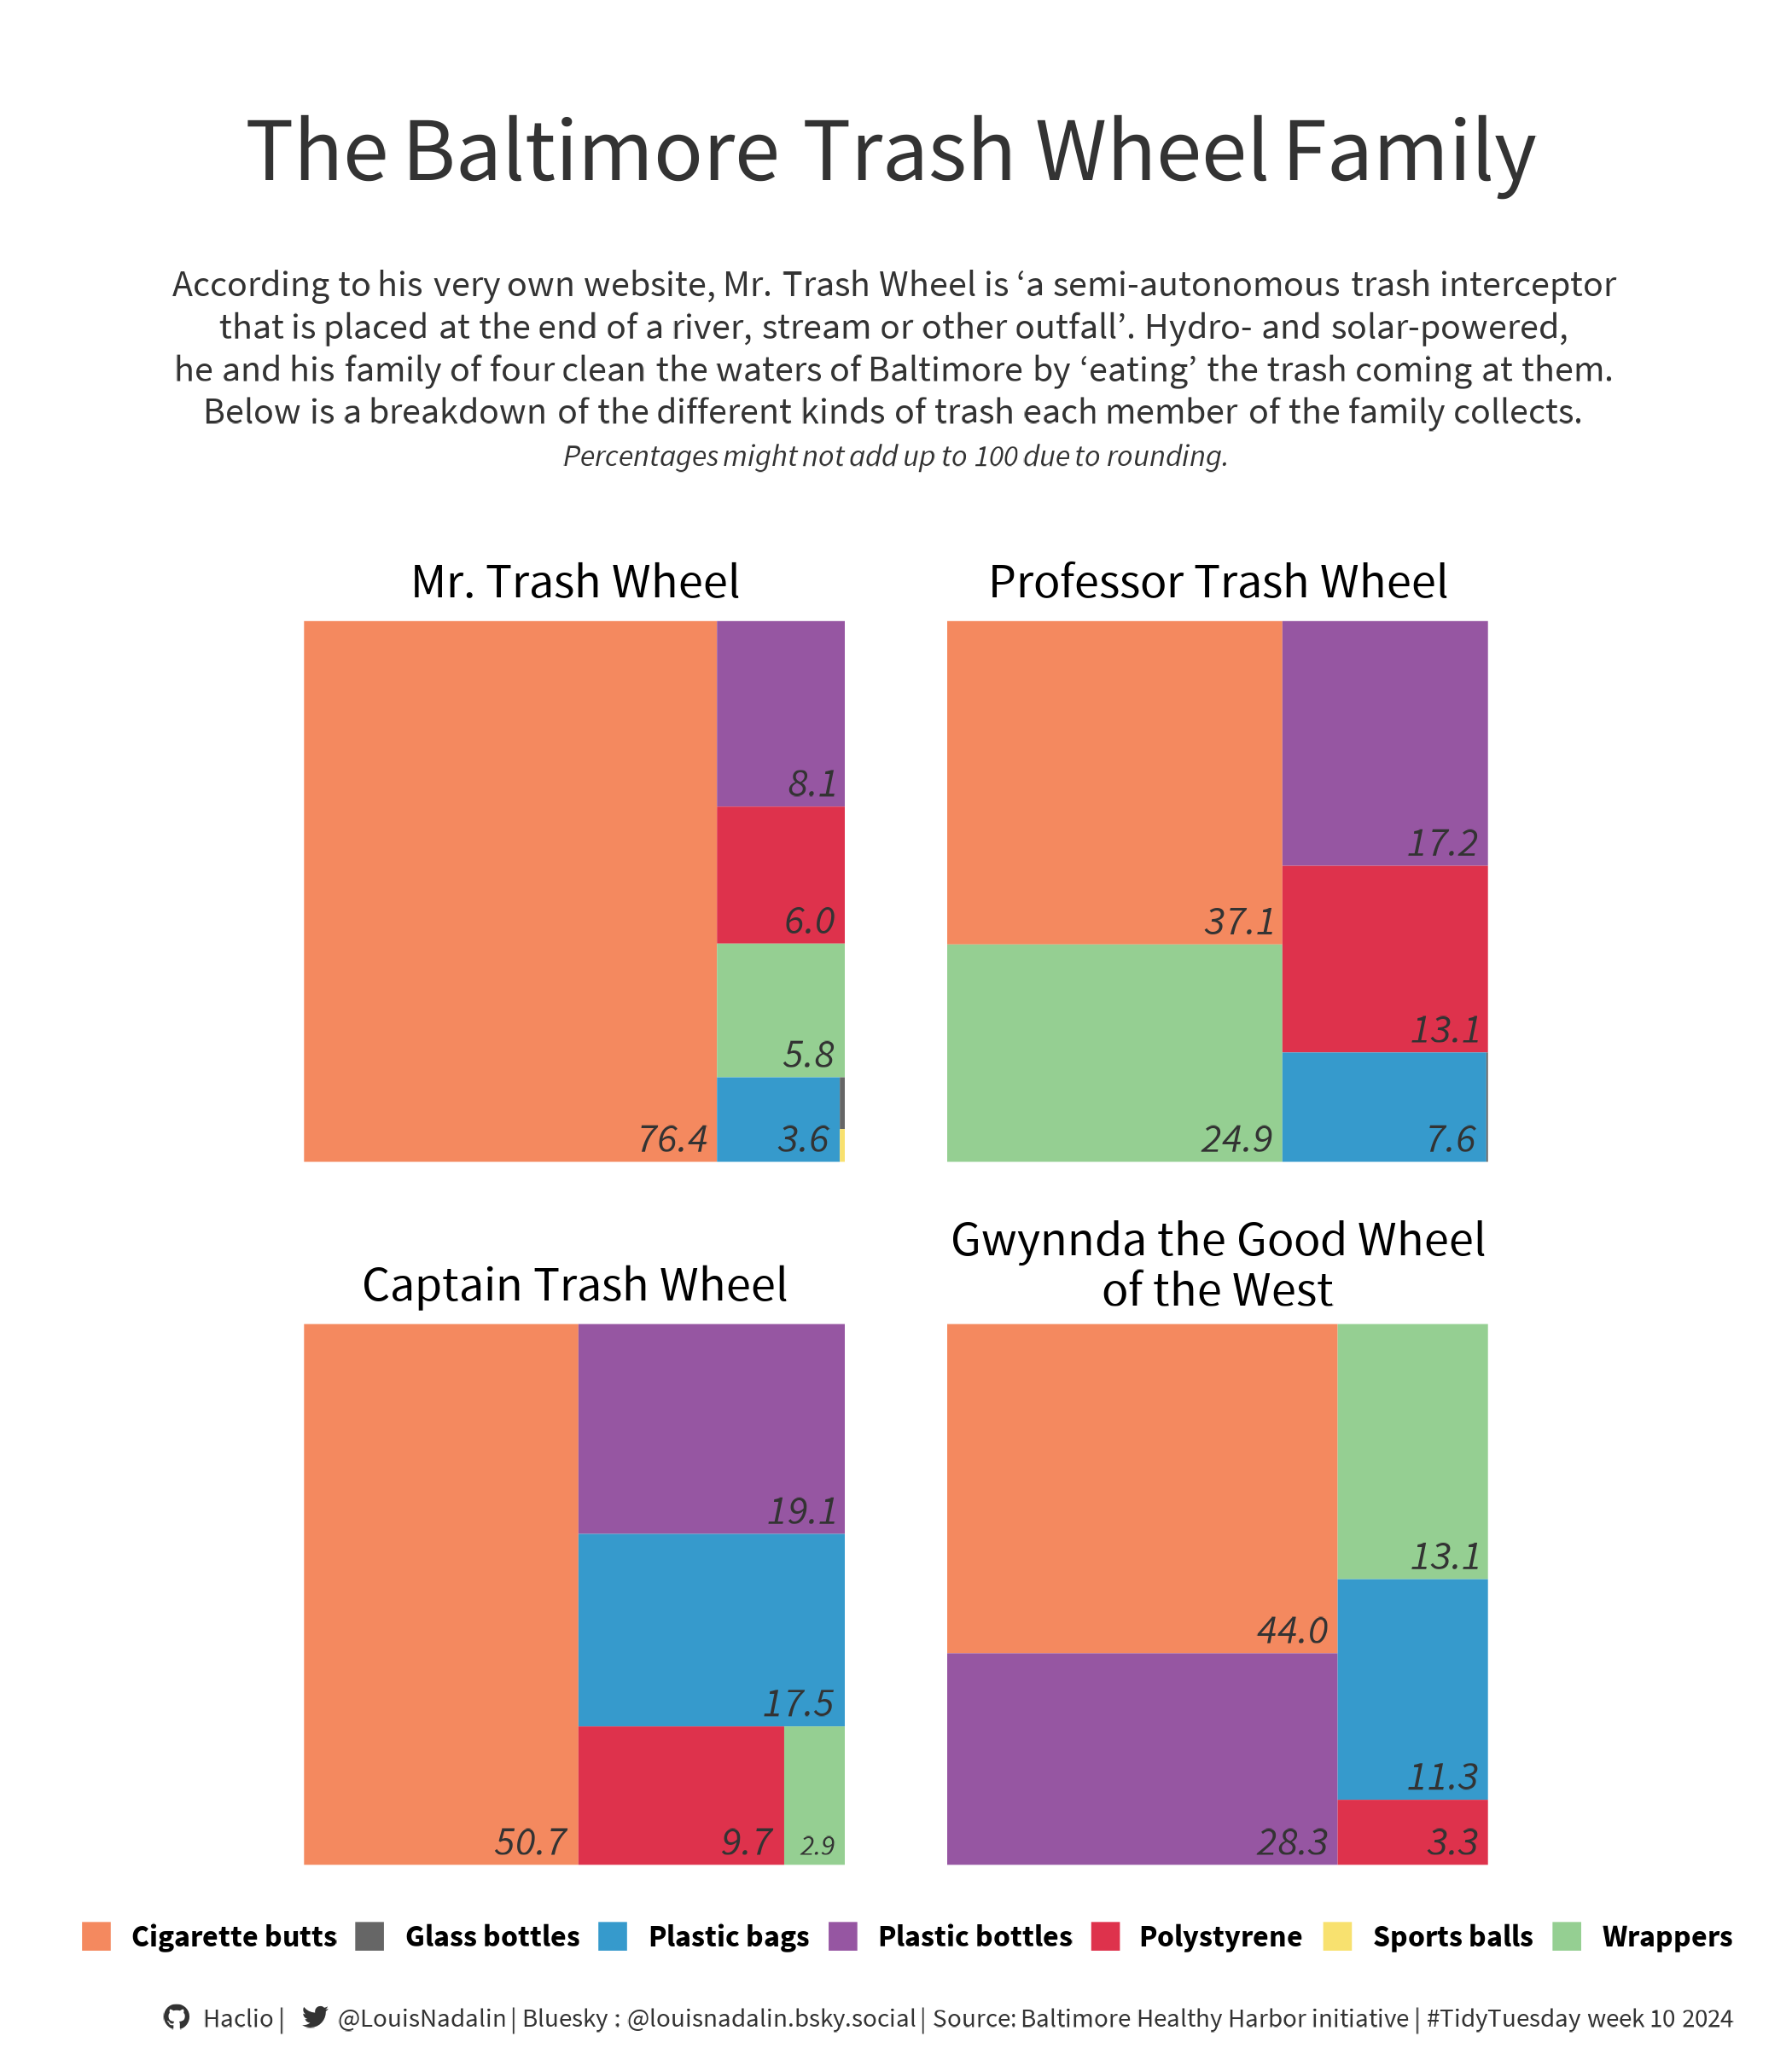 The Baltimore Trash Wheel Family
According to his very own website, Mr. Trash Wheel is ‘a semi-autonomous trash interceptor
that is placed at the end of a river, stream or other outfall’. Hydro- and solar-powered,
he and his family of four clean the waters of Baltimore by ‘eating’ the trash coming at them.
Below is a breakdown of the different kinds of trash each member of the family collects.
Percentages might not add up to 100 due to rounding.
Mr. Trash Wheel
8.1
6.0
5.8
76.4
3.6
Professor Trash Wheel
17.2
37.1
13.1
24.9
7.6
Captain Trash Wheel
19.1
17.5
50.7
9.7
2.9
Gwynnda the Good Wheel
of the West
13.1
44.0
11.3
28.3
3.3
Cigarette butts Glass bottles Plastic bags Plastic bottles Polystyrene Sports balls Wrappers
Haclio | @LouisNadalin | Bluesky : @louisnadalin.bsky.social | Source: Baltimore Healthy Harbor initiative | #TidyTuesday week 10 2024